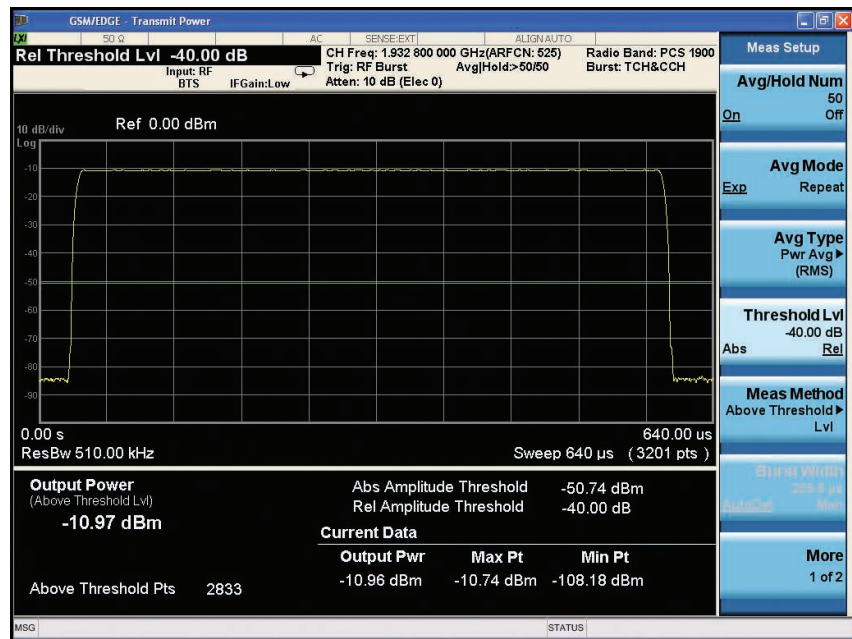 GSM/EDGE - Transmit Power
LXI 50 Ω AC SENSE:EXT ALIGN AUTO
Rel Threshold Lvl -40.00 dB
Input: RF
BTS
IFGain:Low
CH Freq: 1.932 800 000 GHz(ARFCN: 525)
Trig: RF Burst Avg|Hold:>50/50
Atten: 10 dB (Elec 0)
Radio Band: PCS 1900
Burst: TCH&CCH
10 dB/div
Log
Ref 0.00 dBm
-10
-20
-30
-40
-50
-60
-70
-80
-90
0.00 s 640.00 us
ResBw 510.00 kHz Sweep 640 µs (3201 pts )
Output Power
(Above Threshold Lvl)
-10.97 dBm
Above Threshold Pts 2833
Abs Amplitude Threshold -50.74 dBm
Rel Amplitude Threshold -40.00 dB
Current Data
Output Pwr Max Pt Min Pt
-10.96 dBm -10.74 dBm -108.18 dBm
MSG STATUS
Meas Setup
Avg/Hold Num
50
On Off
Avg Mode
Exp Repeat
Avg Type
Pwr Avg
(RMS)
Threshold Lvl
-40.00 dB
Abs Rel
Meas Method
Above Threshold
Lvl
Burst Width
AutoDet Man
More
1 of 2